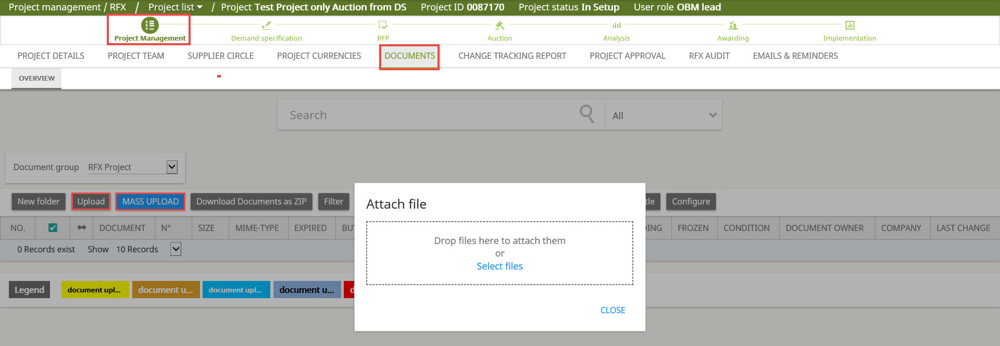 Project management / RFX / Project list / Project Test Project only Auction from DS Project ID 0087170 Project status In Setup User role OBM lead
Project Management Demand specification RFP Auction Analysis Awarding Implementation
PROJECT DETAILS PROJECT TEAM SUPPLIER CIRCLE PROJECT CURRENCIES DOCUMENTS CHANGE TRACKING REPORT PROJECT APPROVAL RFX AUDIT EMAILS & REMINDERS
OVERVIEW
Search All
Document group RFX Project
New folder Upload MASS UPLOAD Download Documents as ZIP Filter tle Configure
NO. DOCUMENT N° SIZE MIME-TYPE EXPIRED BU DING FROZEN CONDITION DOCUMENT OWNER COMPANY LAST CHANGE
0 Records exist Show 10 Records
Legend document upl... document u... document upl... document u... d
Attach file
Drop files here to attach them
or
Select files
CLOSE